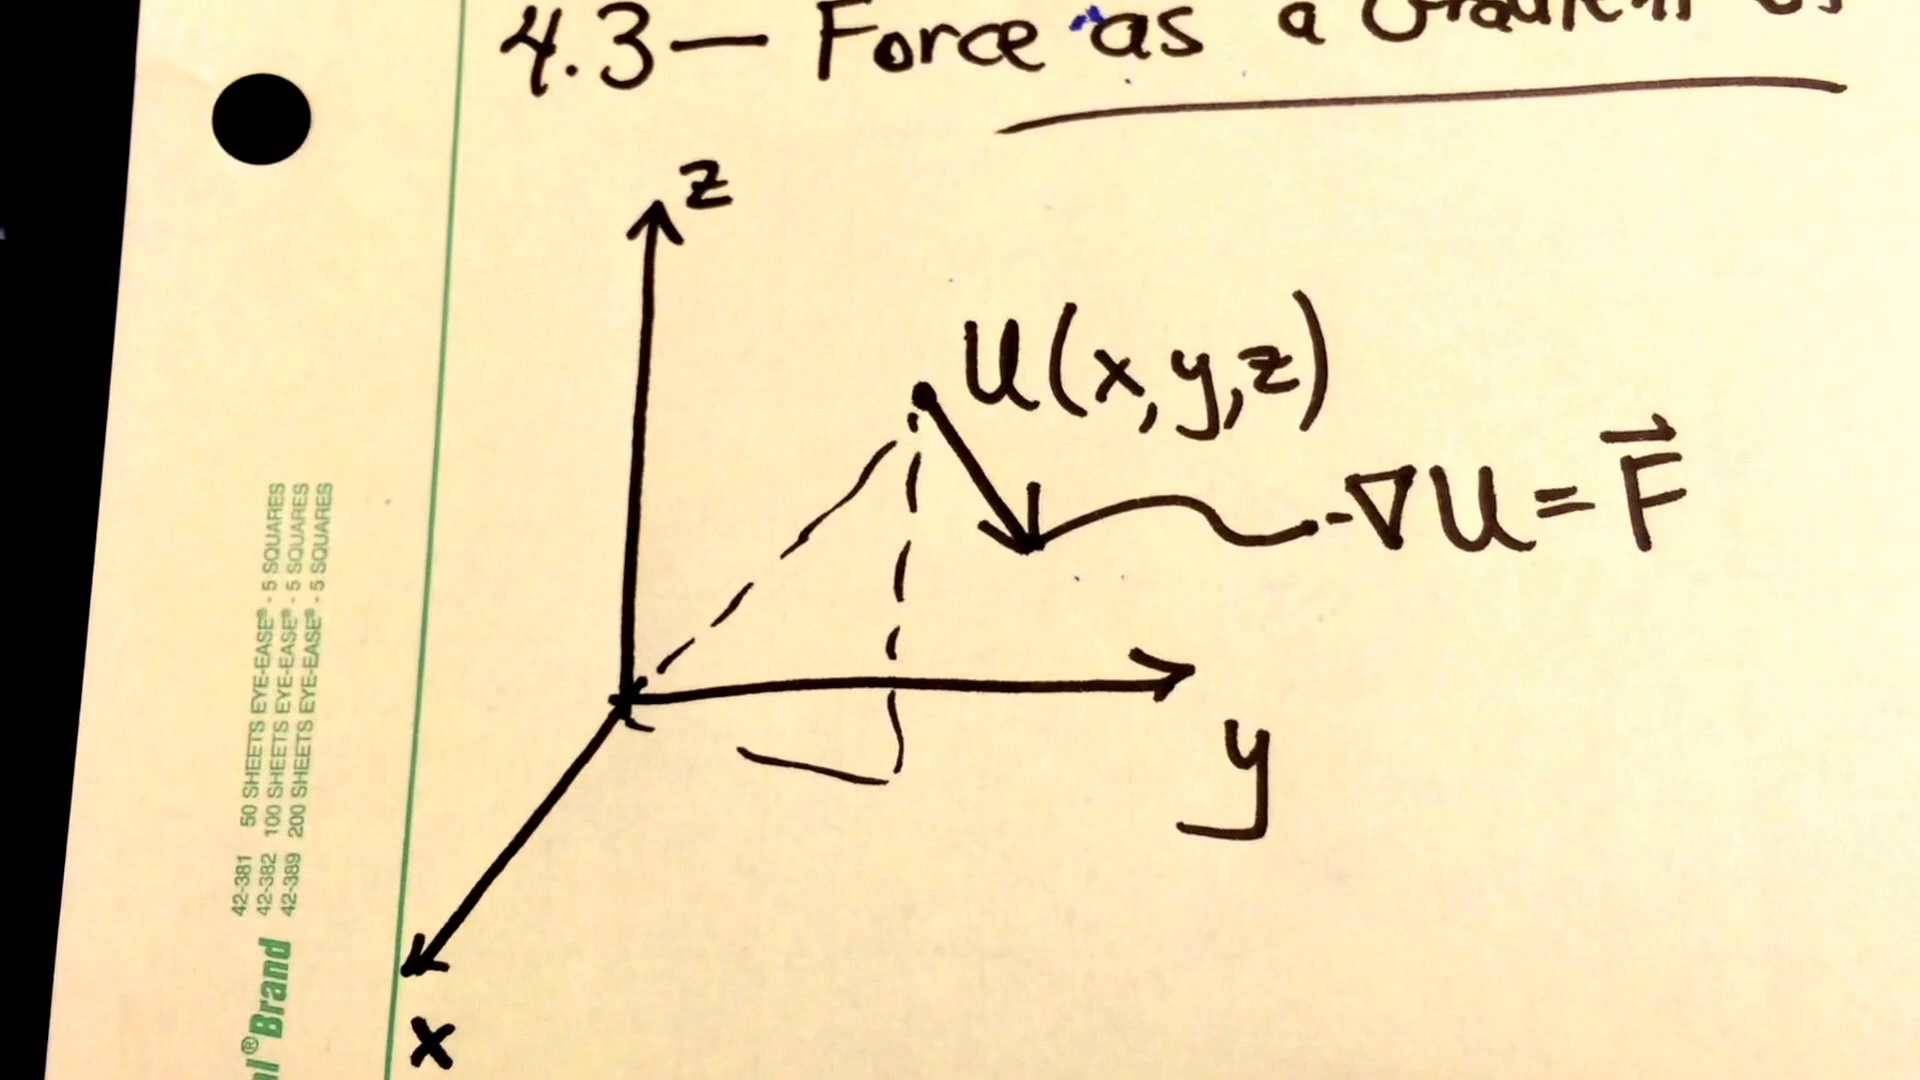 4.3 — Force as a Gradient
z
U(x,y,z)
-∇U = F⃗
y
x
42-381 50 SHEETS EYE-EASE® - 5 SQUARES
42-382 100 SHEETS EYE-EASE® - 5 SQUARES
42-389 200 SHEETS EYE-EASE® - 5 SQUARES
Brand